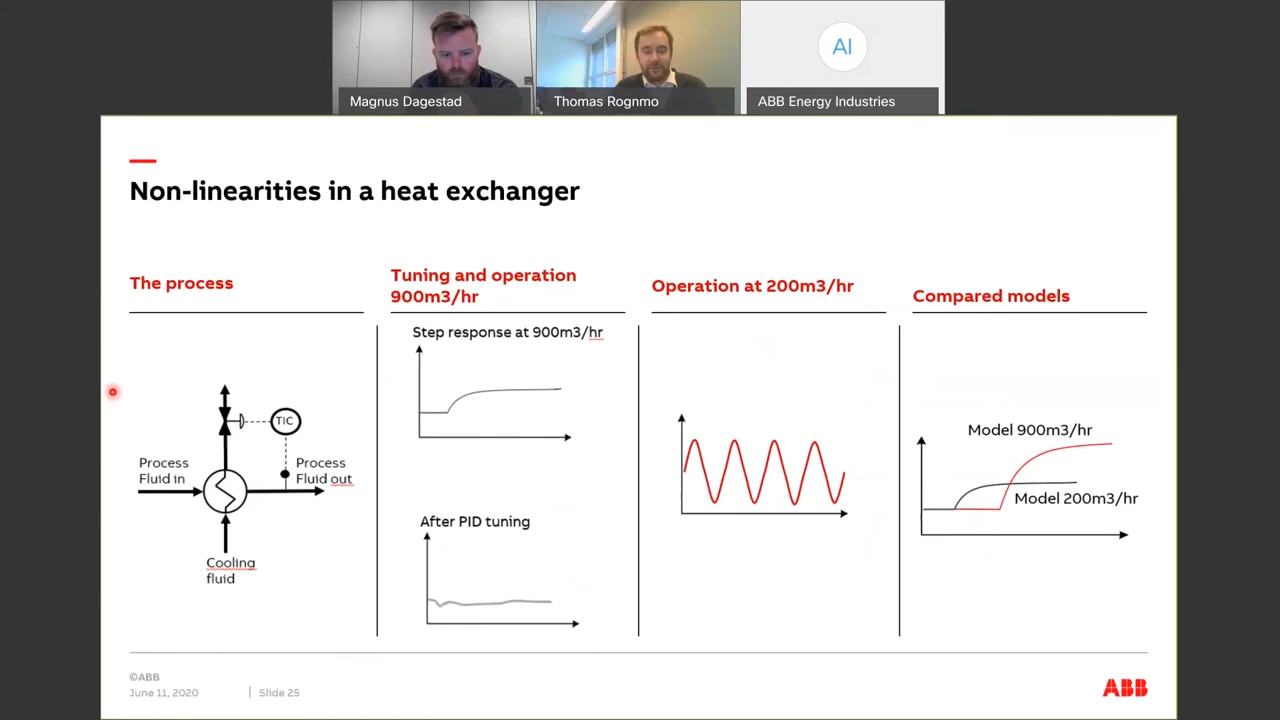 Magnus Dagestad
Thomas Rognmo
AI
ABB Energy Industries
Non-linearities in a heat exchanger
The process
TIC
Process
Fluid in
Process
Fluid out
Cooling
fluid
Tuning and operation
900m3/hr
Step response at 900m3/hr
After PID tuning
Operation at 200m3/hr
Compared models
Model 900m3/hr
Model 200m3/hr
©ABB
June 11, 2020
Slide 25
ABB